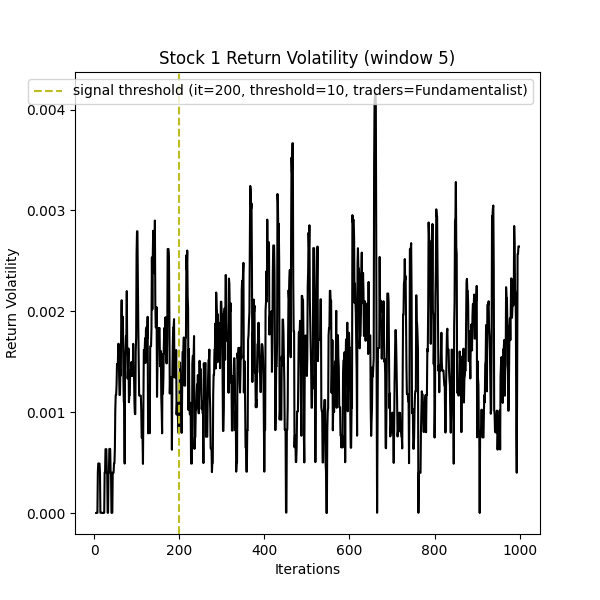 Stock 1 Return Volatility (window 5)
signal threshold (it=200, threshold=10, traders=Fundamentalist)
0.004
0.003
0.002
0.001
0.000
Return Volatility
0 200 400 600 800 1000
Iterations